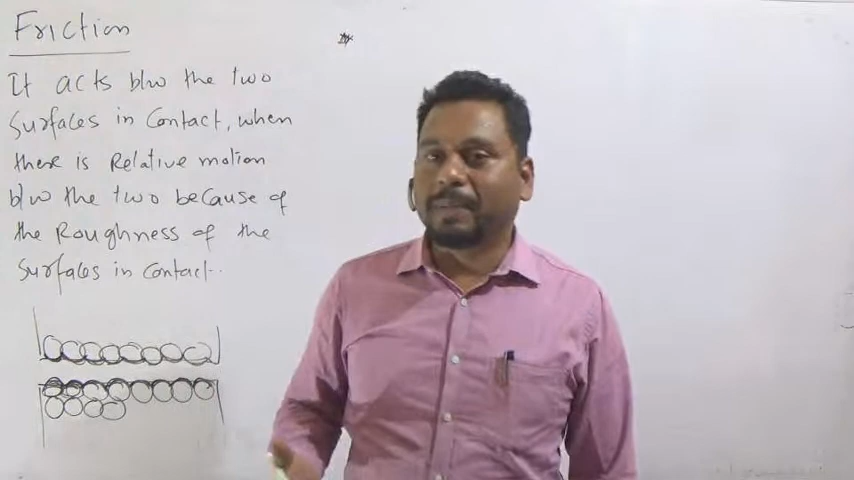 Friction
It acts b/w the two
Surfaces in Contact, when
there is Relative motion
b/w the two because of
the Roughness of the
Surfaces in Contact..